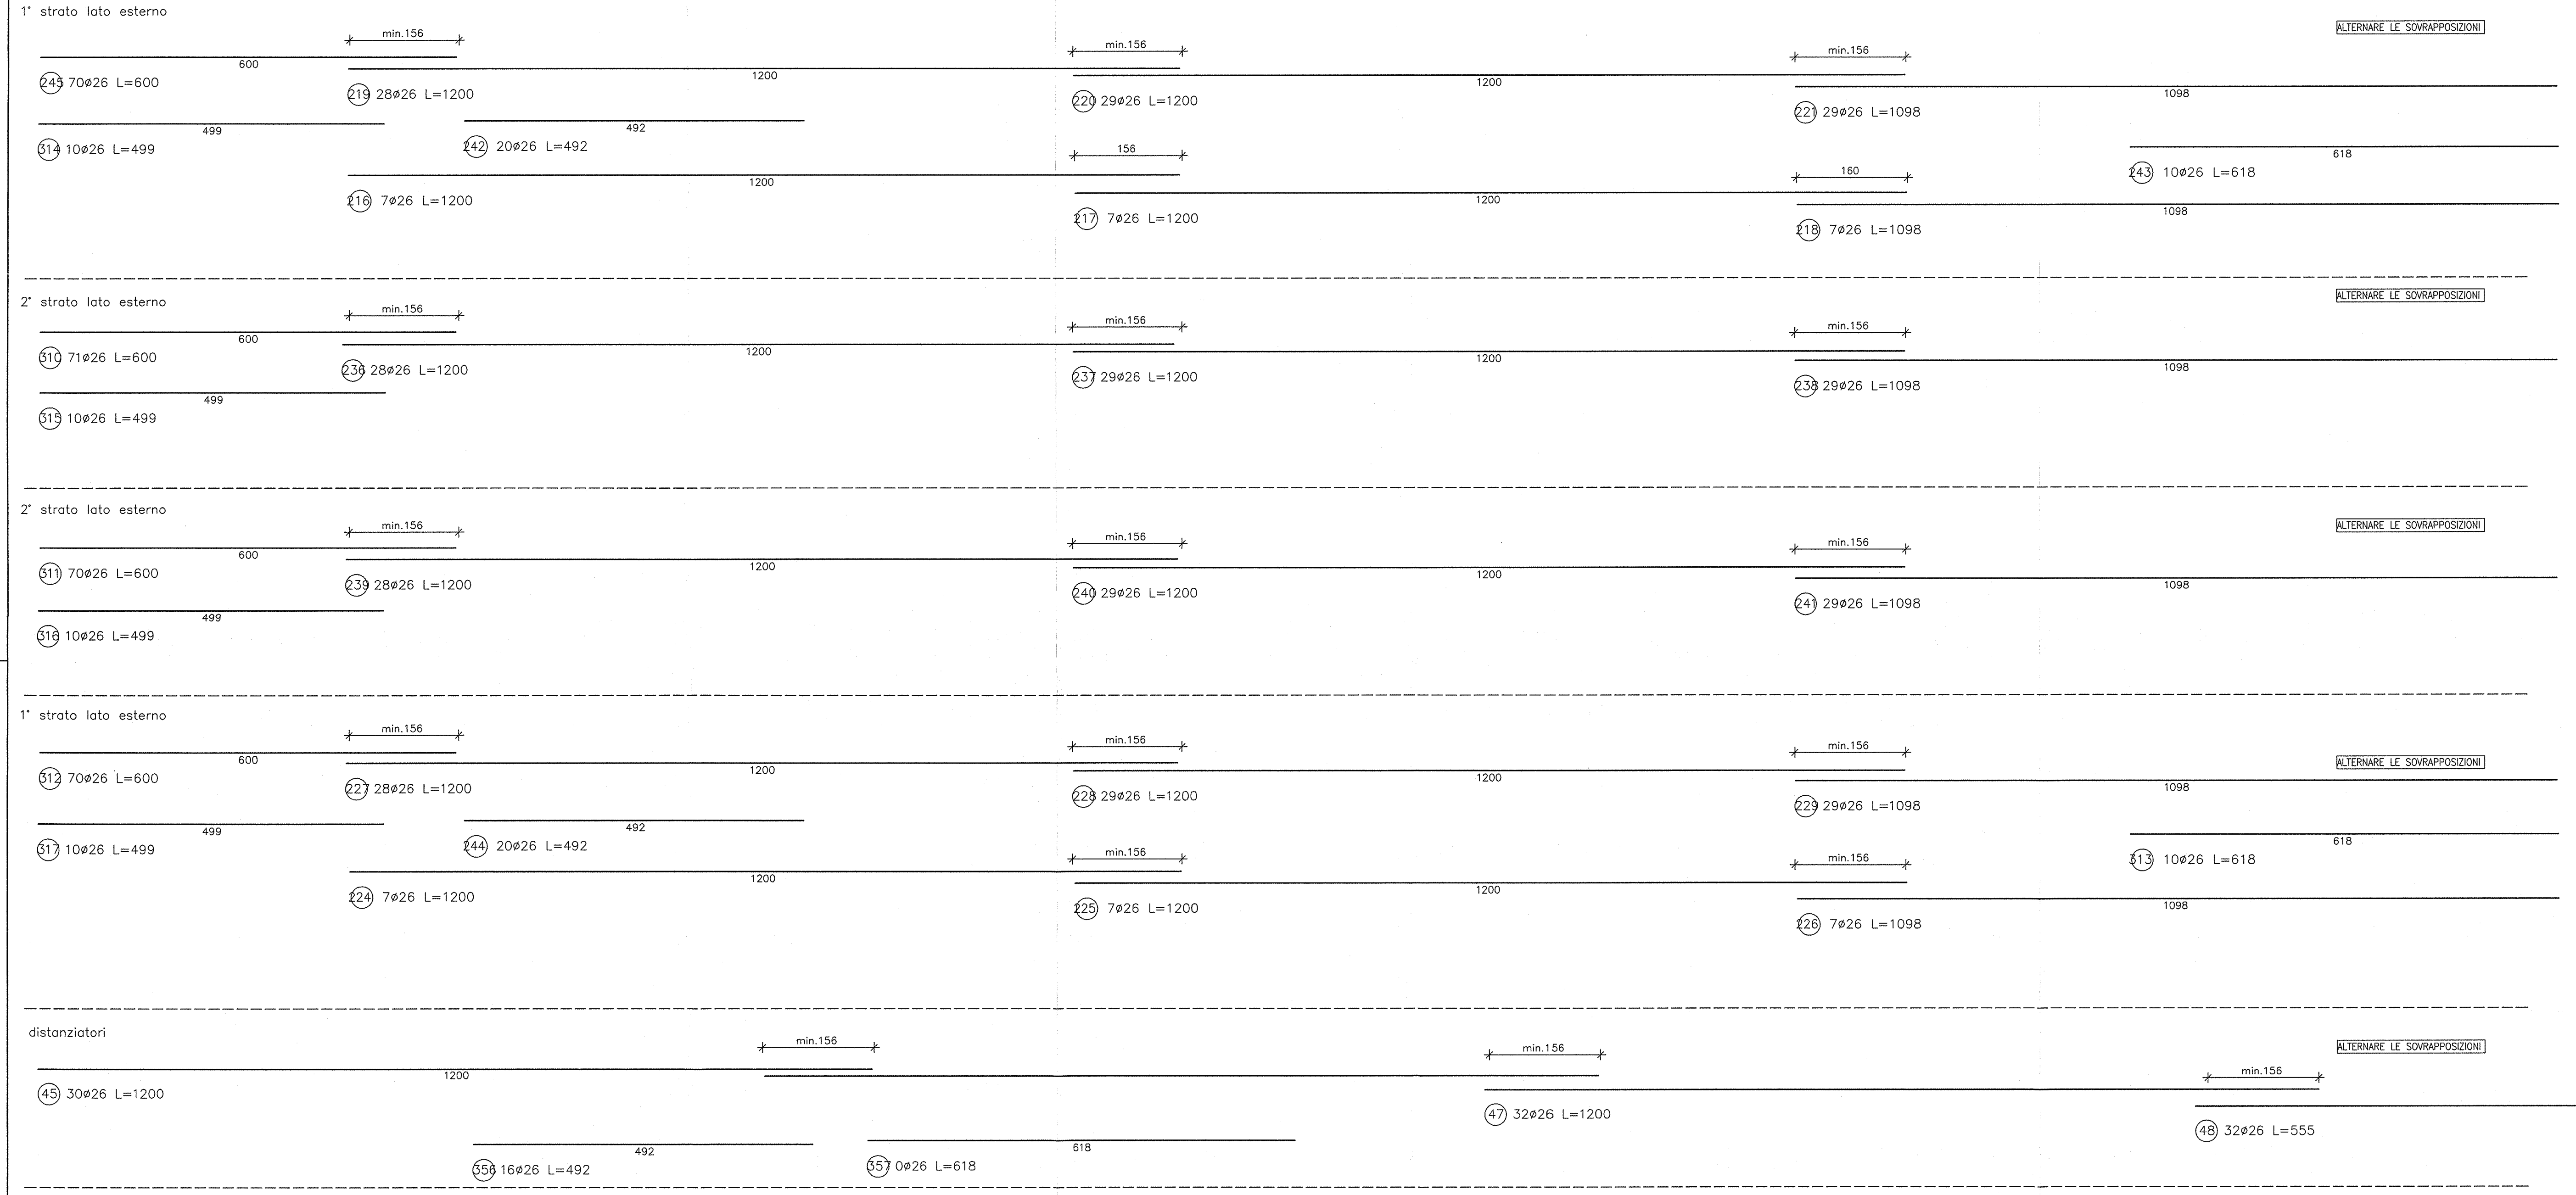 1° strato lato esterno
ALTERNARE LE SOVRAPPOSIZIONI
min.156
min.156
min.156
600
1200
1200
1098
245 70ø26 L=600
219 28ø26 L=1200
220 29ø26 L=1200
221 29ø26 L=1098
499
492
156
618
314 10ø26 L=499
242 20ø26 L=492
243 10ø26 L=618
160
1200
1200
1098
216 7ø26 L=1200
217 7ø26 L=1200
218 7ø26 L=1098
2° strato lato esterno
ALTERNARE LE SOVRAPPOSIZIONI
min.156
min.156
min.156
600
1200
1200
1098
310 71ø26 L=600
236 28ø26 L=1200
237 29ø26 L=1200
238 29ø26 L=1098
499
315 10ø26 L=499
2° strato lato esterno
ALTERNARE LE SOVRAPPOSIZIONI
min.156
min.156
min.156
600
1200
1200
1098
311 70ø26 L=600
239 28ø26 L=1200
240 29ø26 L=1200
241 29ø26 L=1098
499
316 10ø26 L=499
1° strato lato esterno
min.156
min.156
min.156
ALTERNARE LE SOVRAPPOSIZIONI
600
1200
1200
1098
312 70ø26 L=600
227 28ø26 L=1200
228 29ø26 L=1200
229 29ø26 L=1098
499
492
618
317 10ø26 L=499
244 20ø26 L=492
min.156
min.156
313 10ø26 L=618
1200
1200
1098
224 7ø26 L=1200
225 7ø26 L=1200
226 7ø26 L=1098
distanziatori
min.156
min.156
ALTERNARE LE SOVRAPPOSIZIONI
min.156
1200
45 30ø26 L=1200
47 32ø26 L=1200
48 32ø26 L=555
492
618
356 16ø26 L=492
357 0ø26 L=618